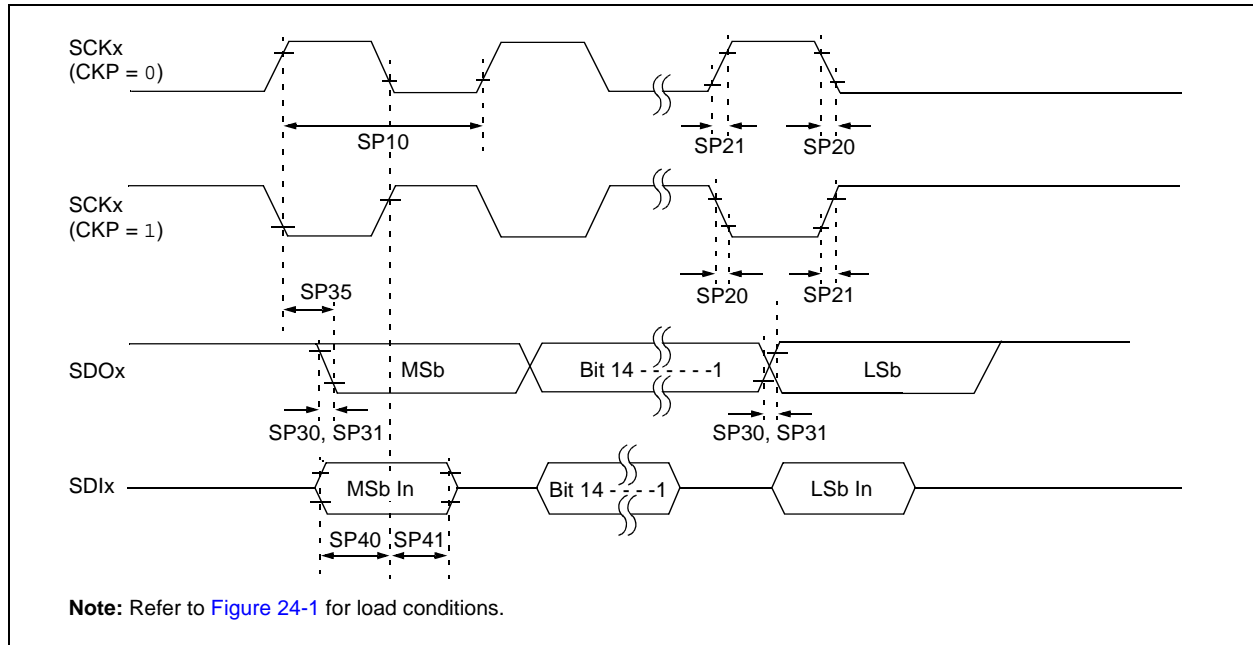 SCKx
(CKP = 0)
SP10
SP21
SP20
SCKx
(CKP = 1)
SP35
SP20
SP21
SDOx
MSb
Bit 14 - - - - - -1
LSb
SP30, SP31
SP30, SP31
SDIx
MSb In
Bit 14 - - - -1
LSb In
SP40
SP41
Note: Refer to Figure 24-1 for load conditions.